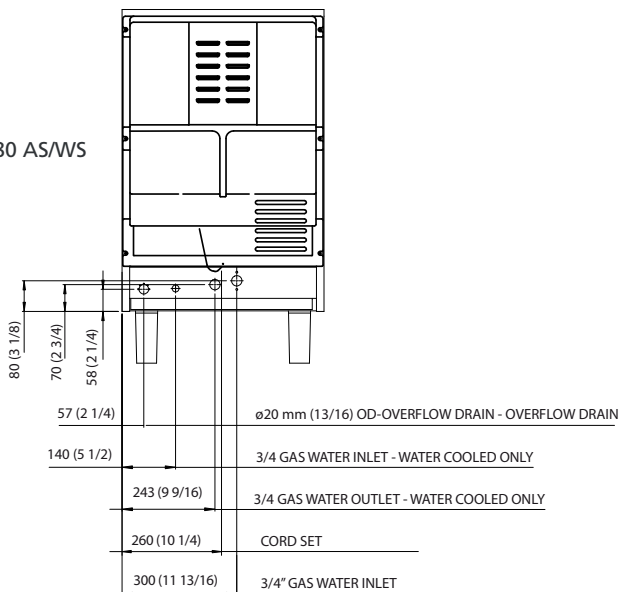 30 AS/WS
80 (3 1/8)
70 (2 3/4)
58 (2 1/4)
57 (2 1/4) ø20 mm (13/16) OD-OVERFLOW DRAIN - OVERFLOW DRAIN
140 (5 1/2) 3/4 GAS WATER INLET - WATER COOLED ONLY
243 (9 9/16) 3/4 GAS WATER OUTLET - WATER COOLED ONLY
260 (10 1/4) CORD SET
300 (11 13/16) 3/4" GAS WATER INLET